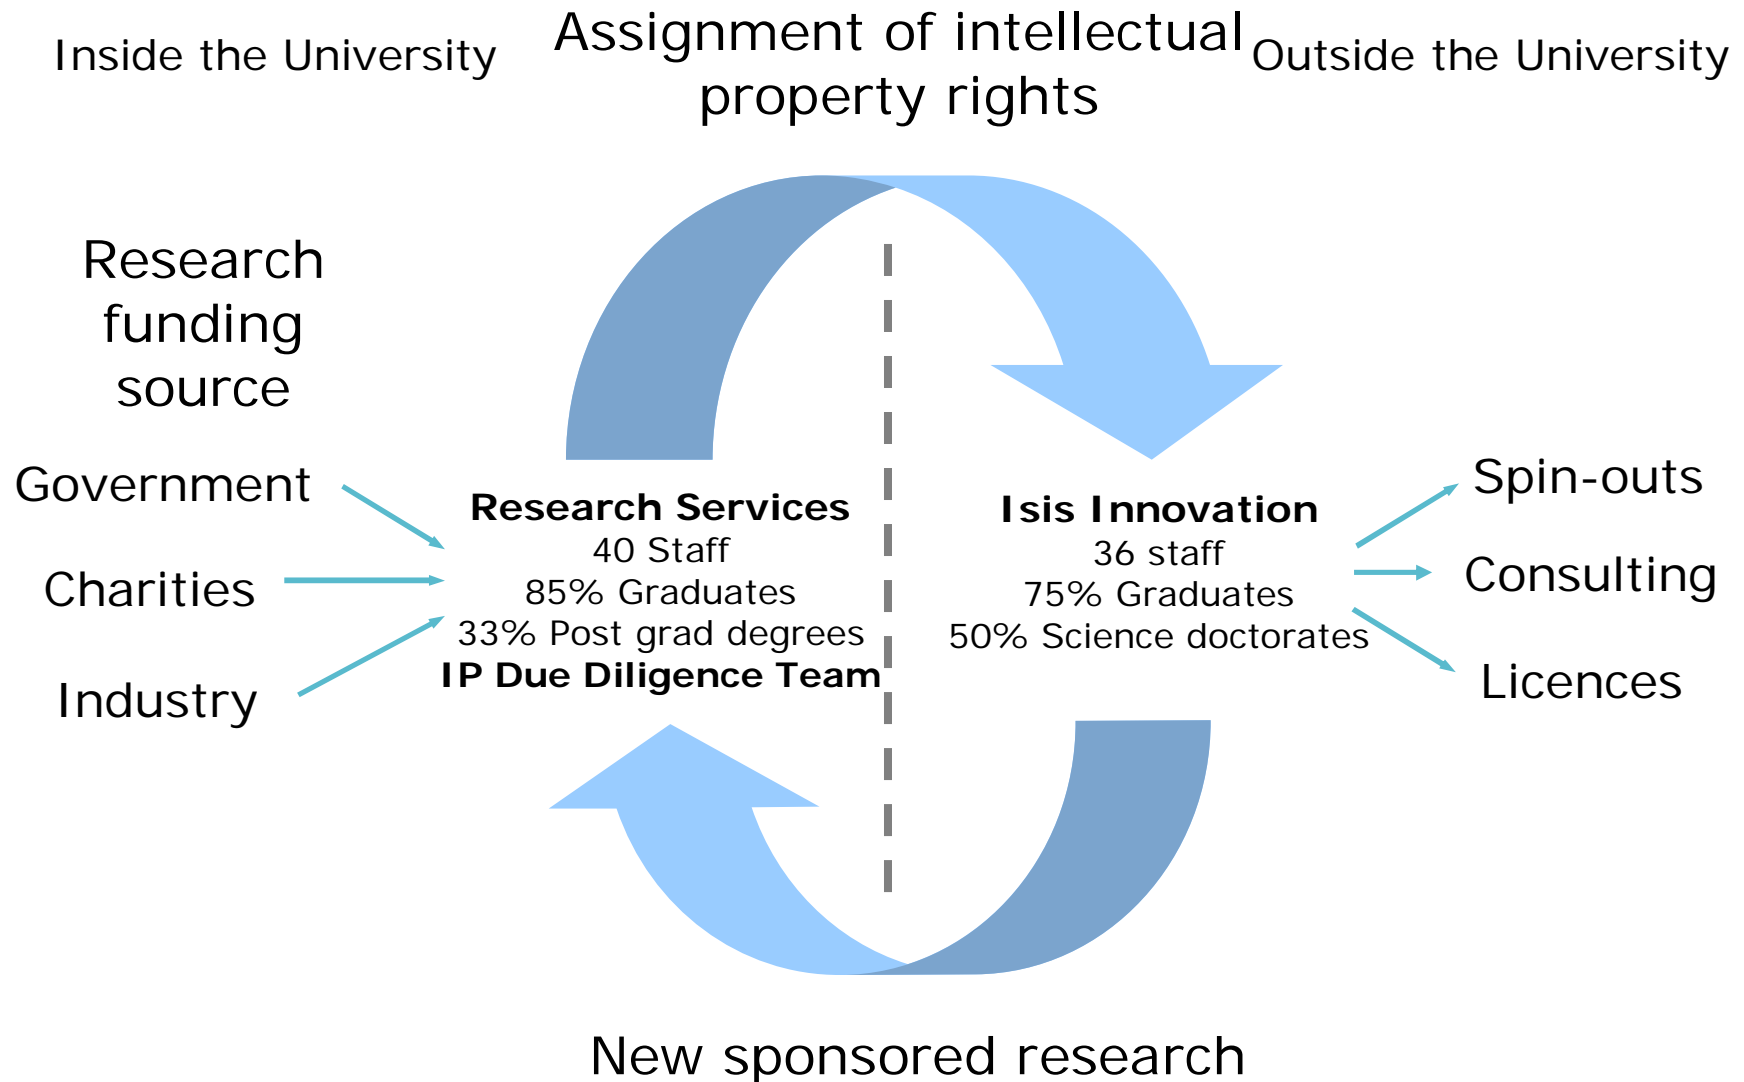 Inside the University
Assignment of intellectual
property rights
Outside the University
Research
funding
source
Government
Charities
Industry
Research Services
40 Staff
85% Graduates
33% Post grad degrees
IP Due Diligence Team
Isis Innovation
36 staff
75% Graduates
50% Science doctorates
Spin-outs
Consulting
Licences
New sponsored research